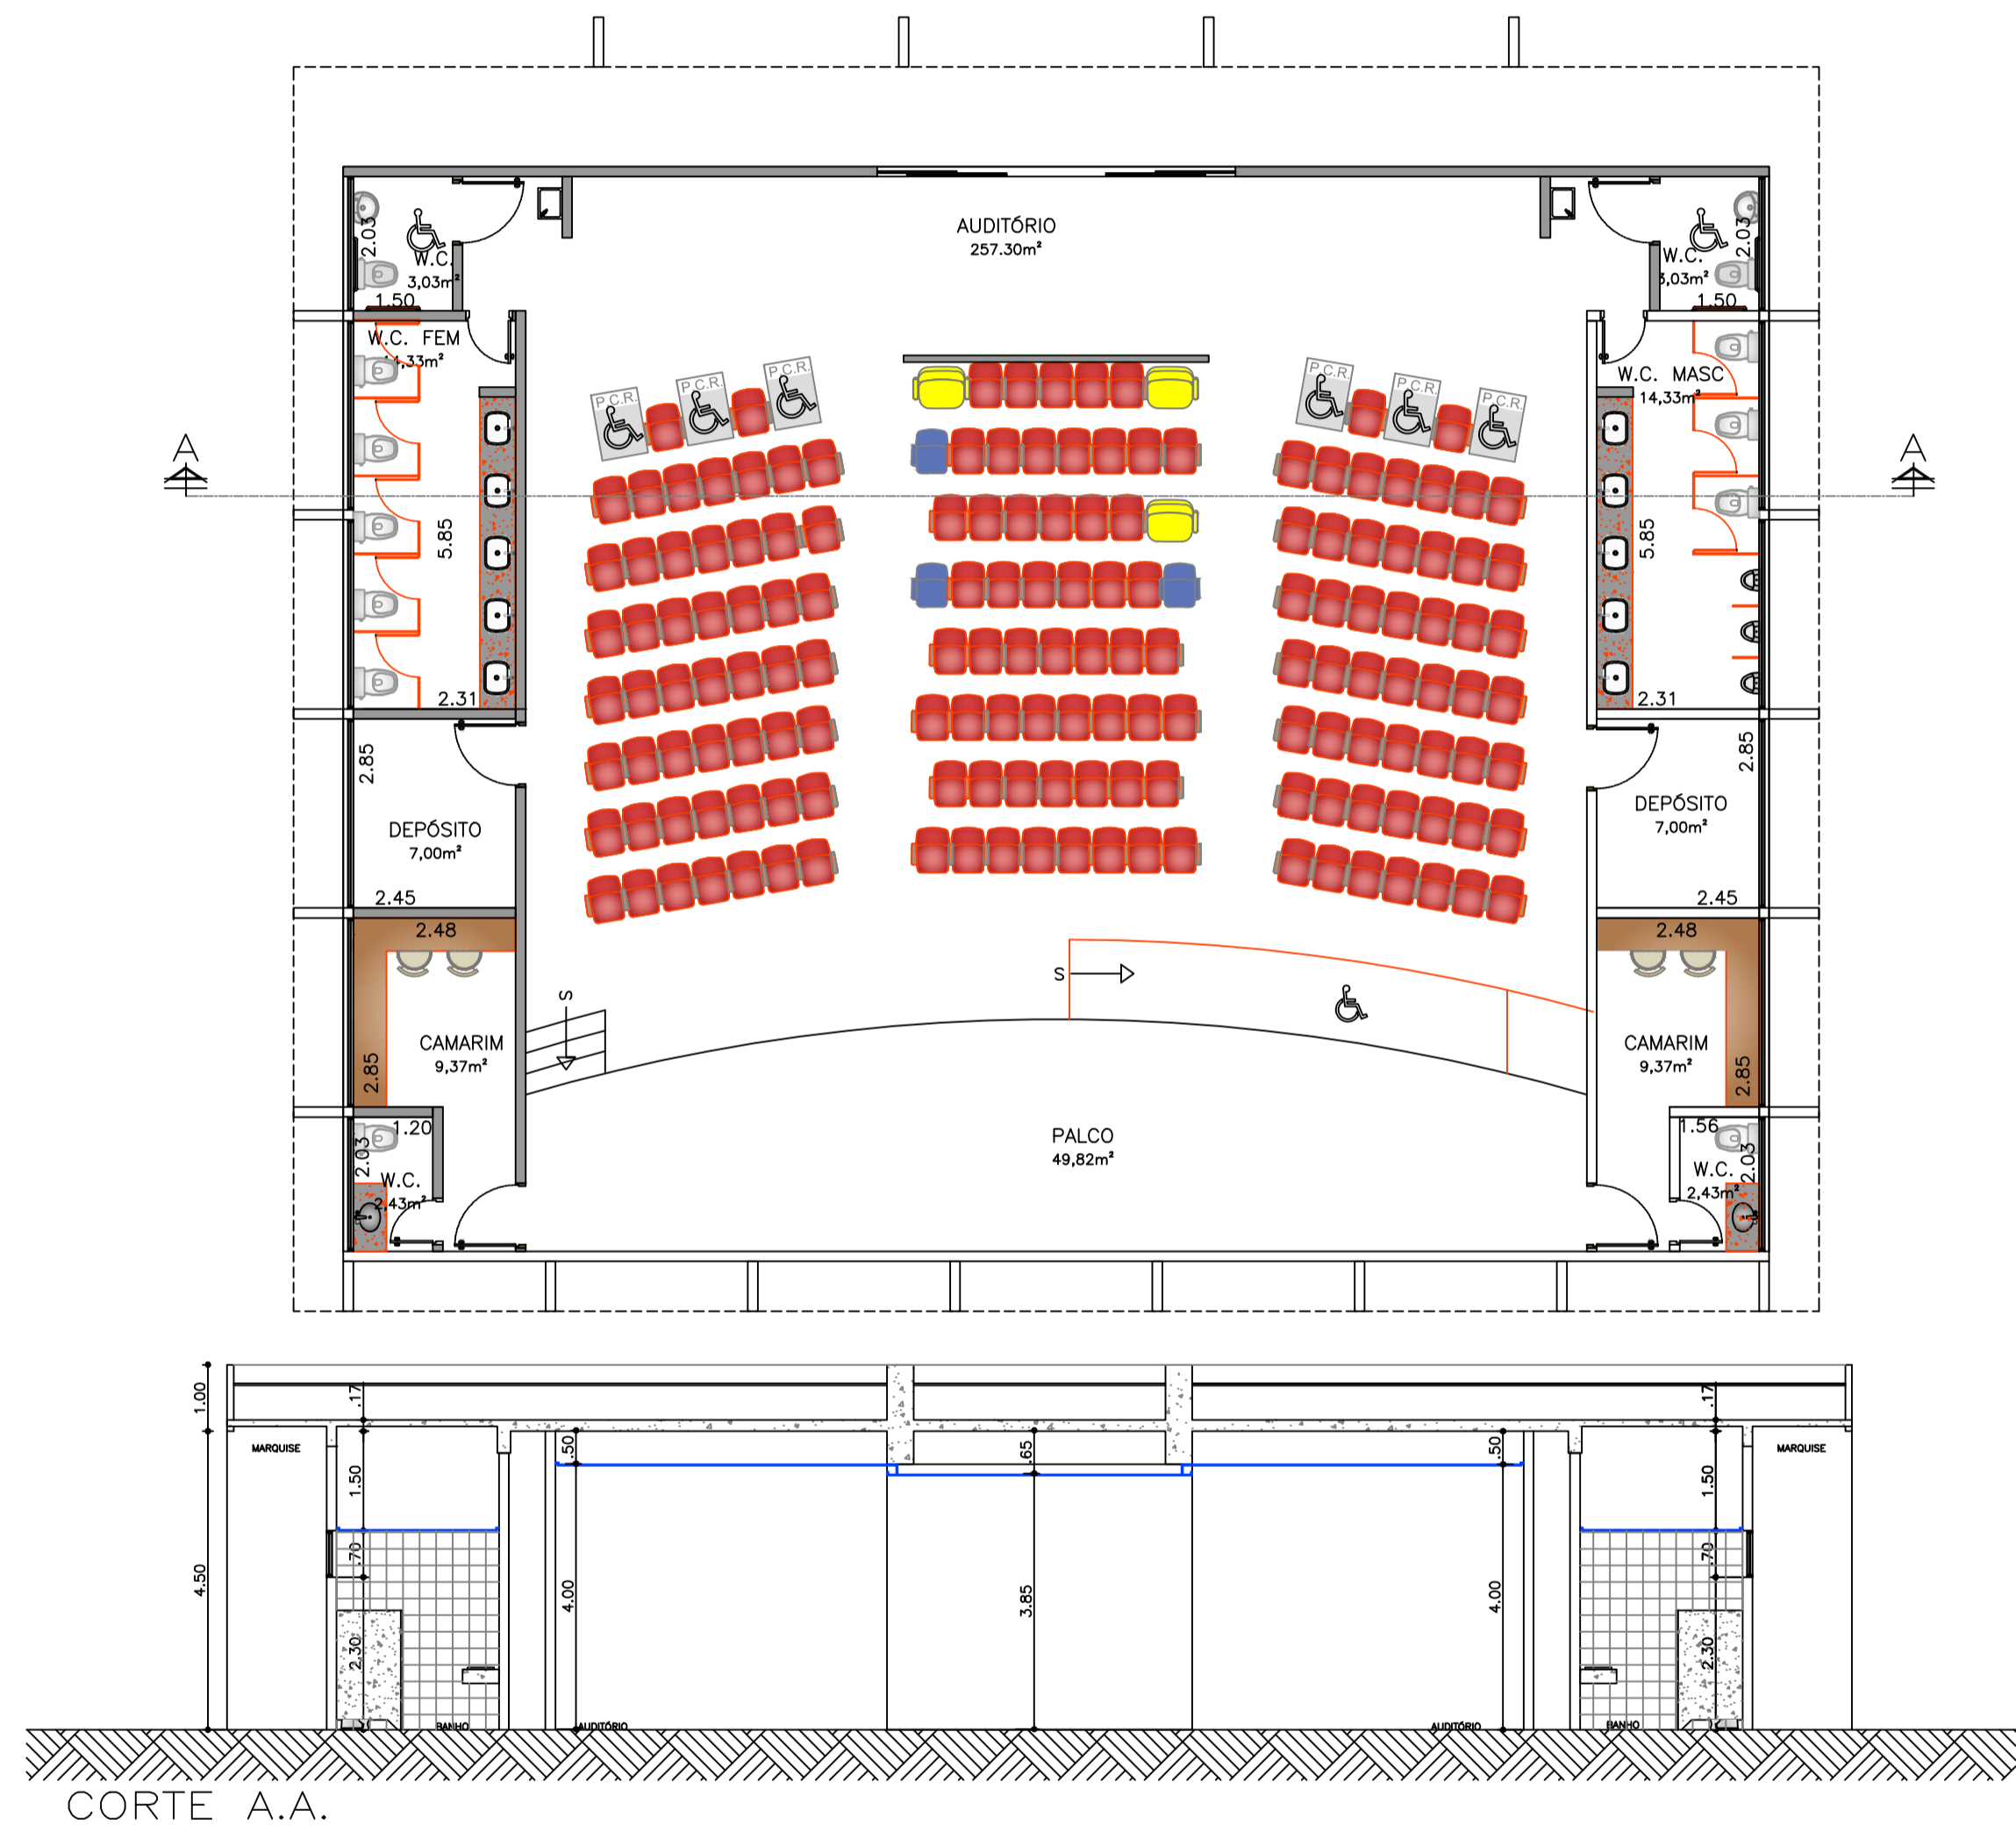 AUDITÓRIO
257.30m²
2.03
W.C.
3,03m²
1.50
2.03
W.C.
3,03m²
1.50
W.C. FEM
14,33m²
P.C.R.
P.C.R.
P.C.R.
P.C.R.
P.C.R.
P.C.R.
W.C. MASC
14,33m²
A
A
5.85
5.85
2.31
2.31
2.85
2.85
DEPÓSITO
7,00m²
DEPÓSITO
7,00m²
2.45
2.45
2.48
2.48
S
S
CAMARIM
9,37m²
CAMARIM
9,37m²
2.85
2.85
1.20
1.56
2.03
W.C.
2,43m²
PALCO
49,82m²
2.03
W.C.
2,43m²
1.00
.17
.17
MARQUISE
MARQUISE
.50
.65
.50
1.50
1.50
4.50
.70
.70
4.00
3.85
4.00
2.30
2.30
BANHO
AUDITÓRIO
AUDITÓRIO
BANHO
CORTE A.A.